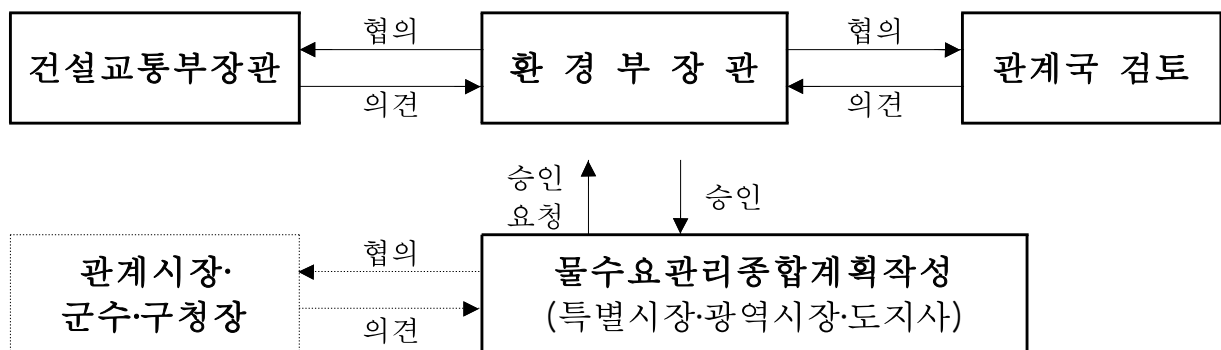 협의
협의
건설교통부장관
환 경 부 장 관
관계국 검토
의견
의견
승인
요청
승인
관계시장·
군수·구청장
협의
의견
물수요관리종합계획작성
(특별시장·광역시장·도지사)